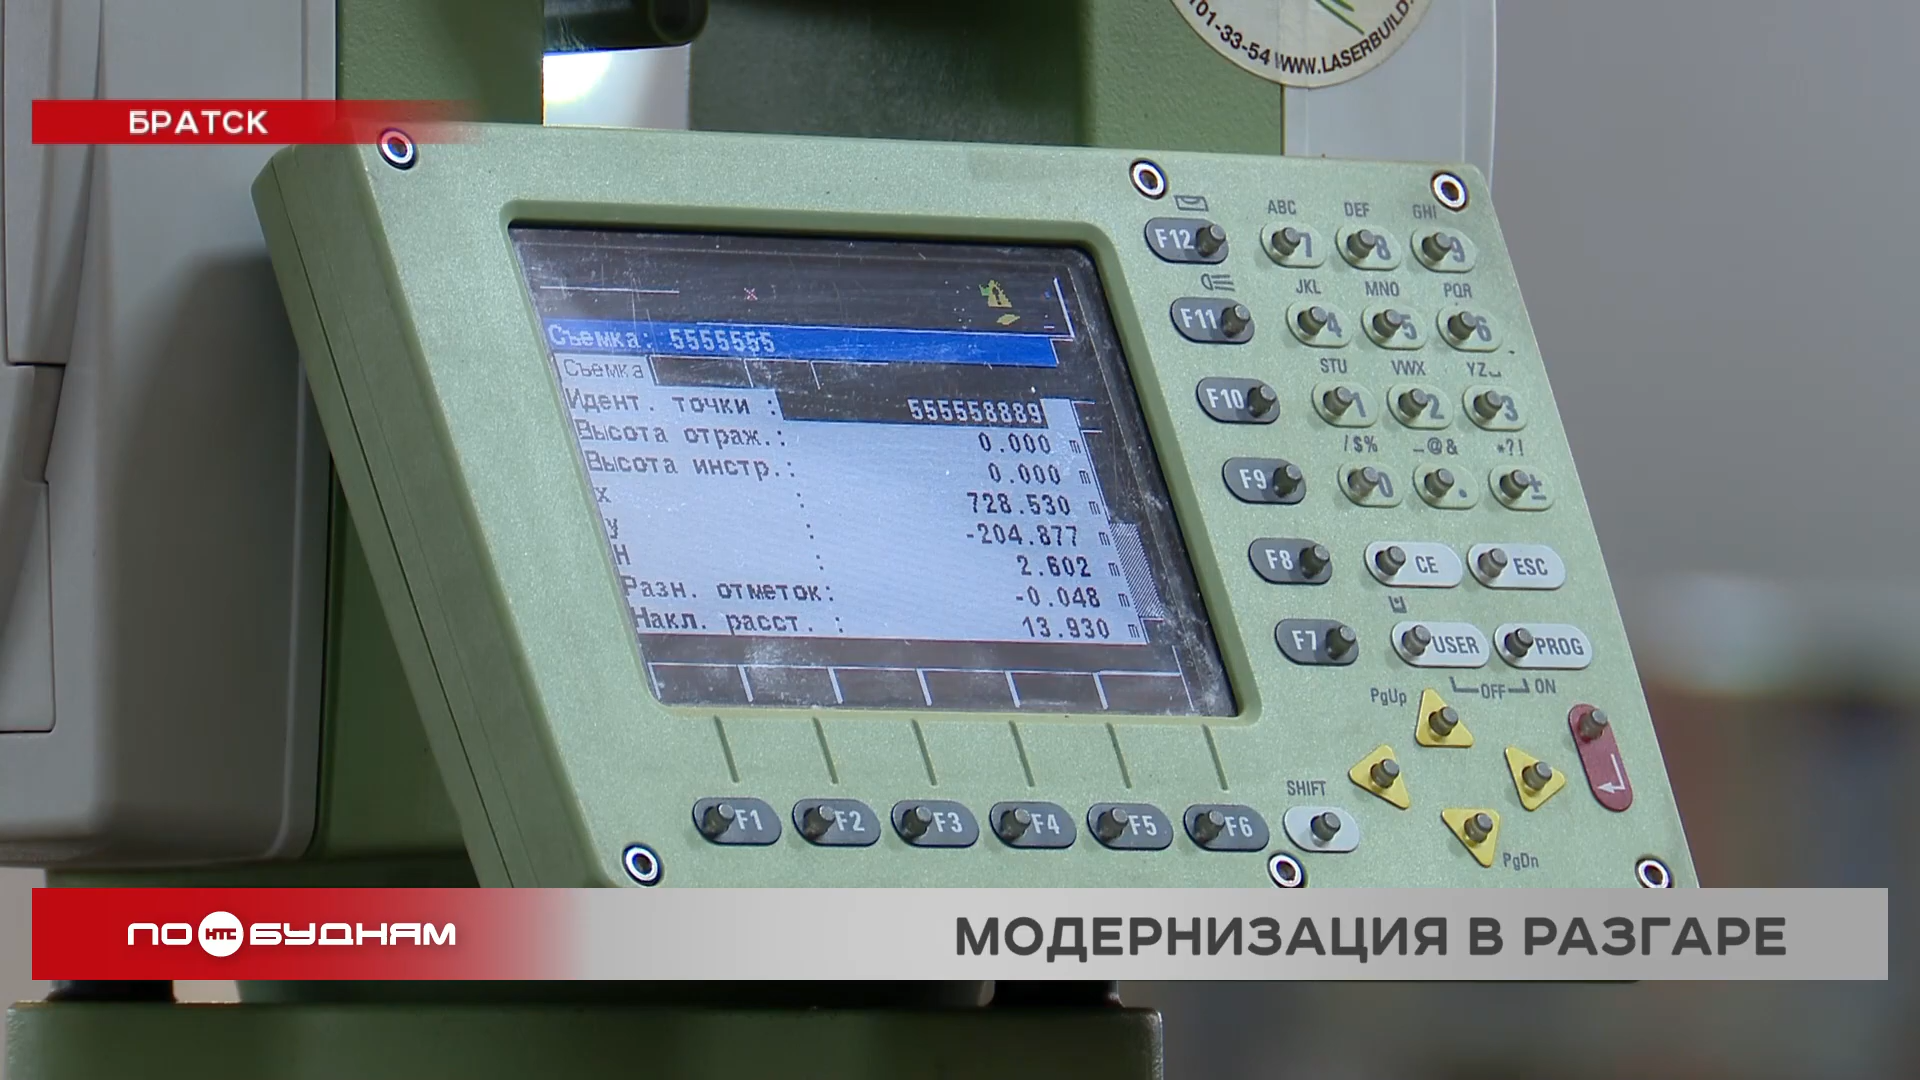 101-33-54 WWW.LASERBUILD.
БРАТСК
Съемка: 5555555
Съемка
Идент. точки : 555558889
Высота отраж.: 0.000 m
Высота инстр.: 0.000 m
x : 728.530 m
y : -204.877 m
H : 2.602 m
Разн. отметок: -0.048 m
Накл. расст. : 13.930 m
ABC DEF GHI
F12 7 8 9
JKL MNO PQR
F11 4 5 6
STU VWX YZ
F10 1 2 3
/$% _@& *?!
F9 0 . ±
F8 CE ESC
F7 USER PROG
OFF ON
PgUp
SHIFT
F1 F2 F3 F4 F5 F6
PgDn
ПО НТС БУДНЯМ
МОДЕРНИЗАЦИЯ В РАЗГАРЕ